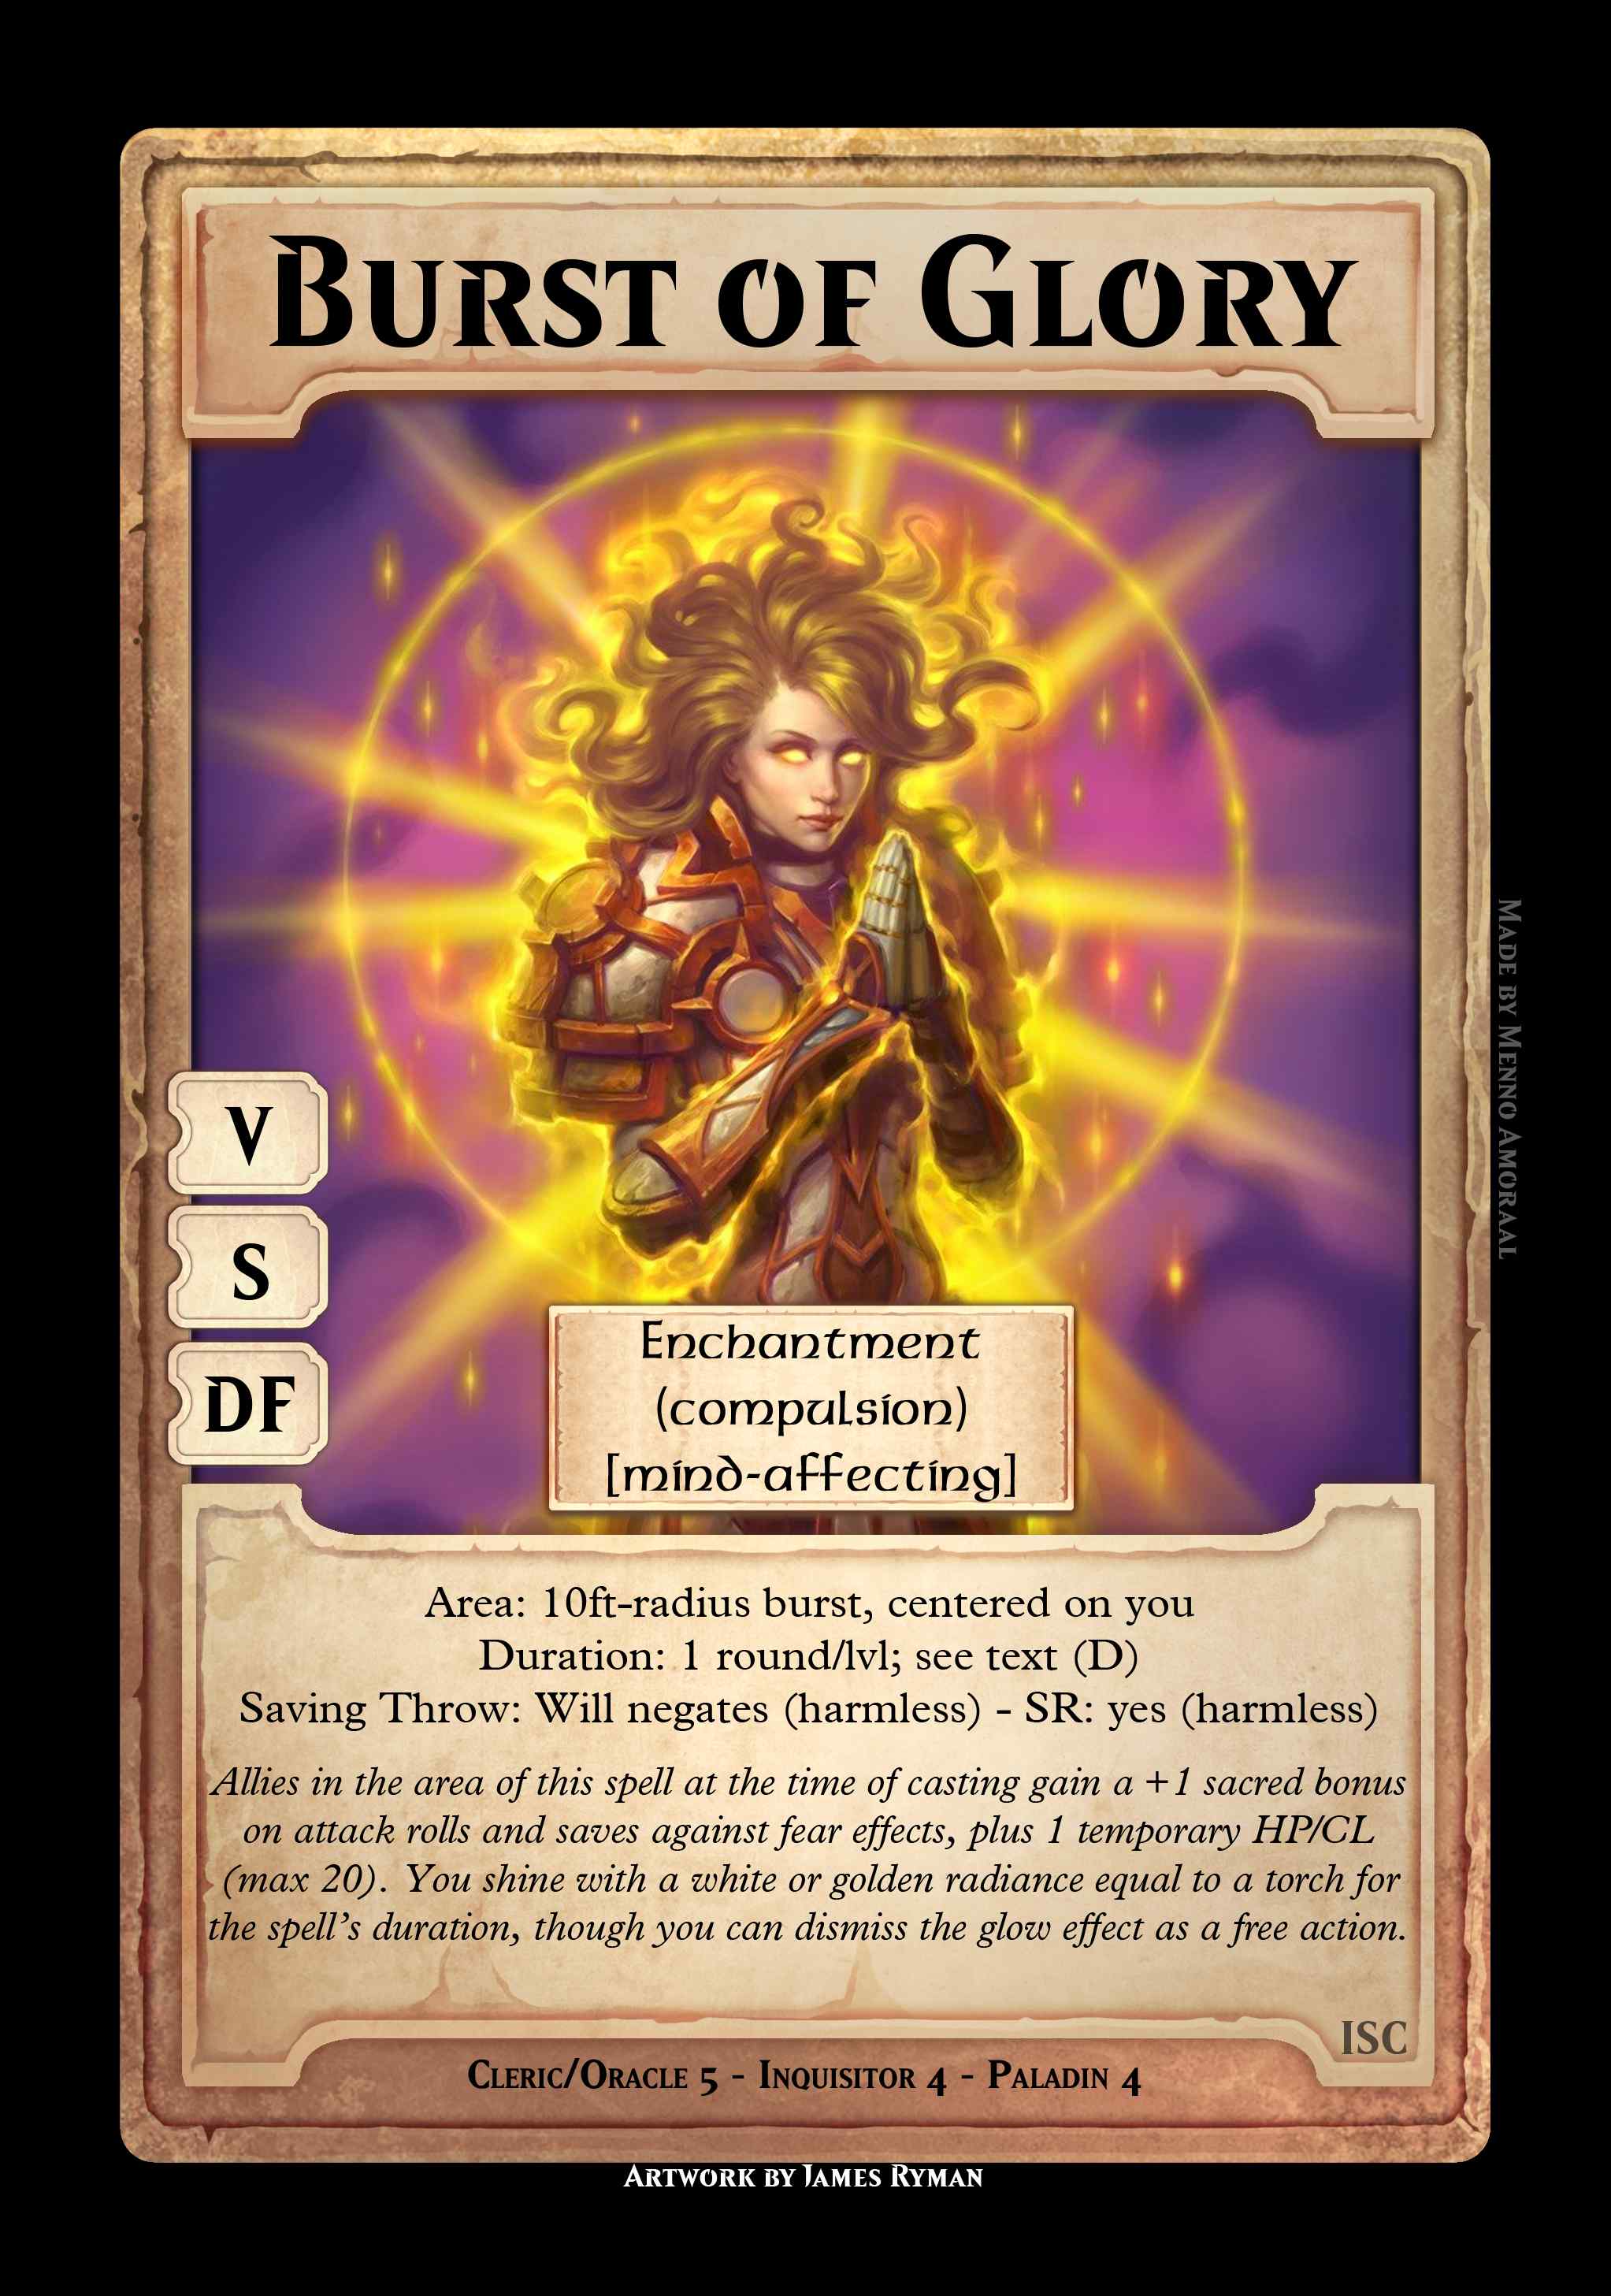 Burst of Glory
V
S
DF
Enchantment
(compulsion)
[mind-affecting]
Area: 10ft-radius burst, centered on you
Duration: 1 round/lvl; see text (D)
Saving Throw: Will negates (harmless) - SR: yes (harmless)
Allies in the area of this spell at the time of casting gain a +1 sacred bonus
on attack rolls and saves against fear effects, plus 1 temporary HP/CL
(max 20). You shine with a white or golden radiance equal to a torch for
the spell's duration, though you can dismiss the glow effect as a free action.
ISC
Cleric/Oracle 5 - Inquisitor 4 - Paladin 4
Artwork by James Ryman
Made by Menno Amoraal